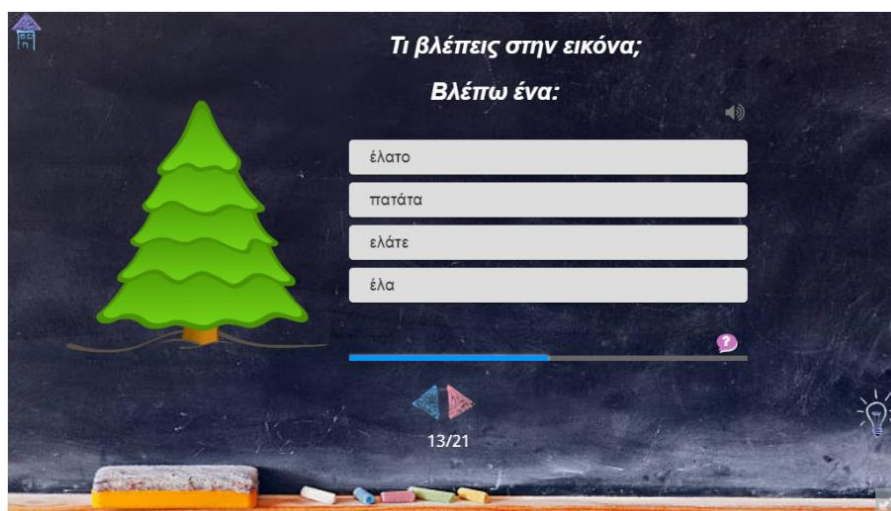 Τι βλέπεις στην εικόνα;
Βλέπω ένα:
έλατο
πατάτα
ελάτε
έλα
?
13/21